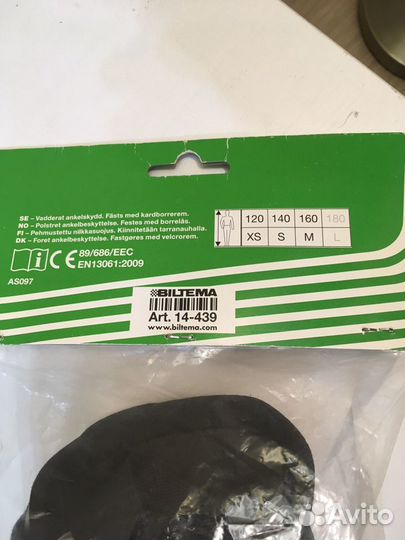 SE – Vadderat ankelskydd. Fästs med kardborrerem.
NO – Polstret ankelbeskyttelse. Festes med borrelås.
FI – Pehmustettu nilkkasuojus. Kiinnitetään tarranauhalla.
DK – Foret ankelbeskyttelse. Fastgøres med velcrorem.
120 140 160 180
XS S M L
i CE 89/686/EEC
EN13061:2009
AS097
BILTEMA
Art. 14-439
www.biltema.com
Avito